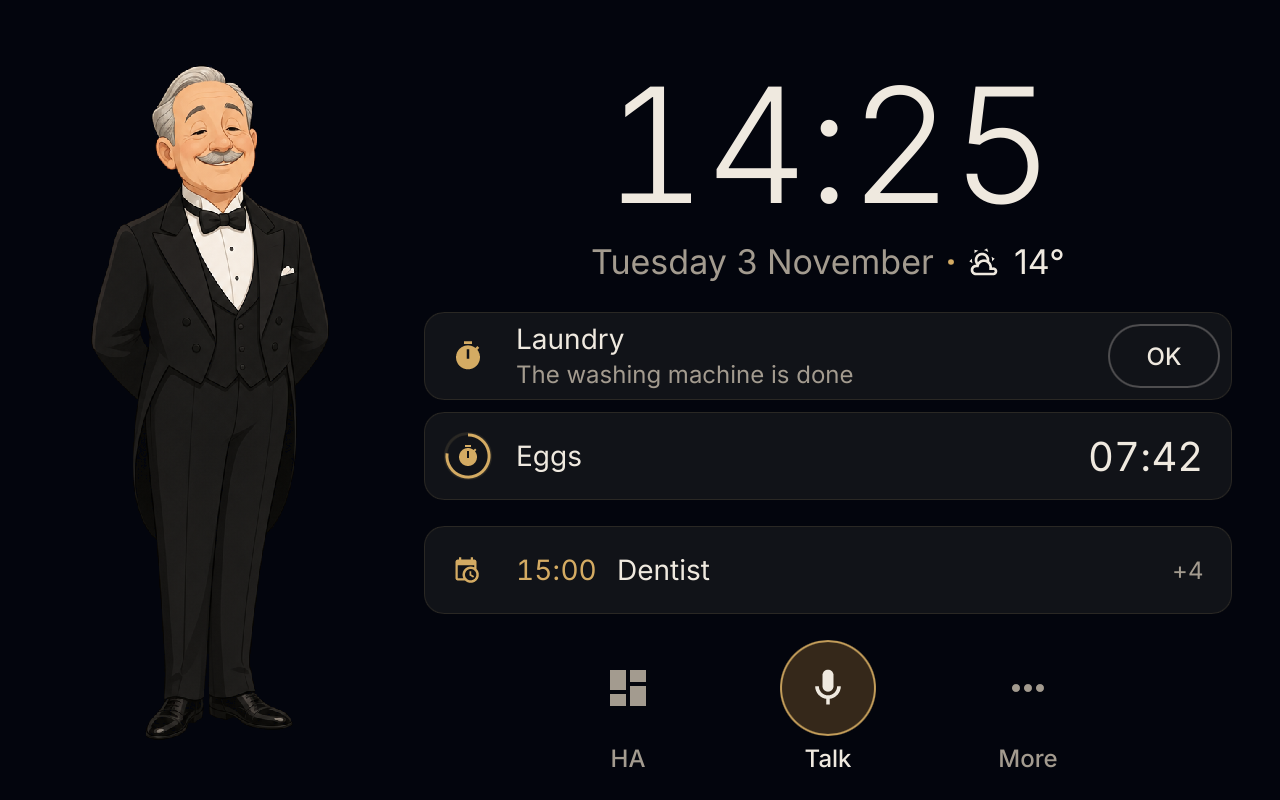 14:25
Tuesday 3 November · 14°
Laundry
The washing machine is done
OK
Eggs
07:42
15:00 Dentist
+4
HA
Talk
More